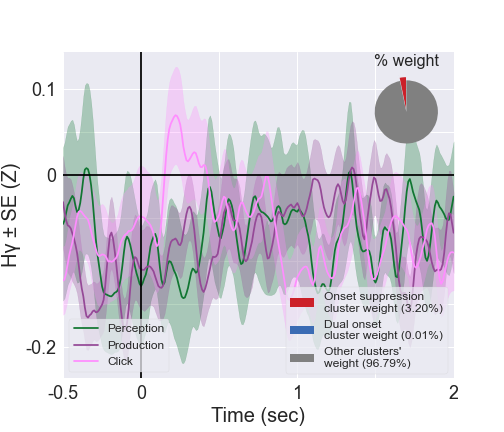 % weight
0.1
0
-0.2
Hγ ± SE (Z)
Perception
Production
Click
Onset suppression
cluster weight (3.20%)
Dual onset
cluster weight (0.01%)
Other clusters'
weight (96.79%)
-0.5
0
1
2
Time (sec)